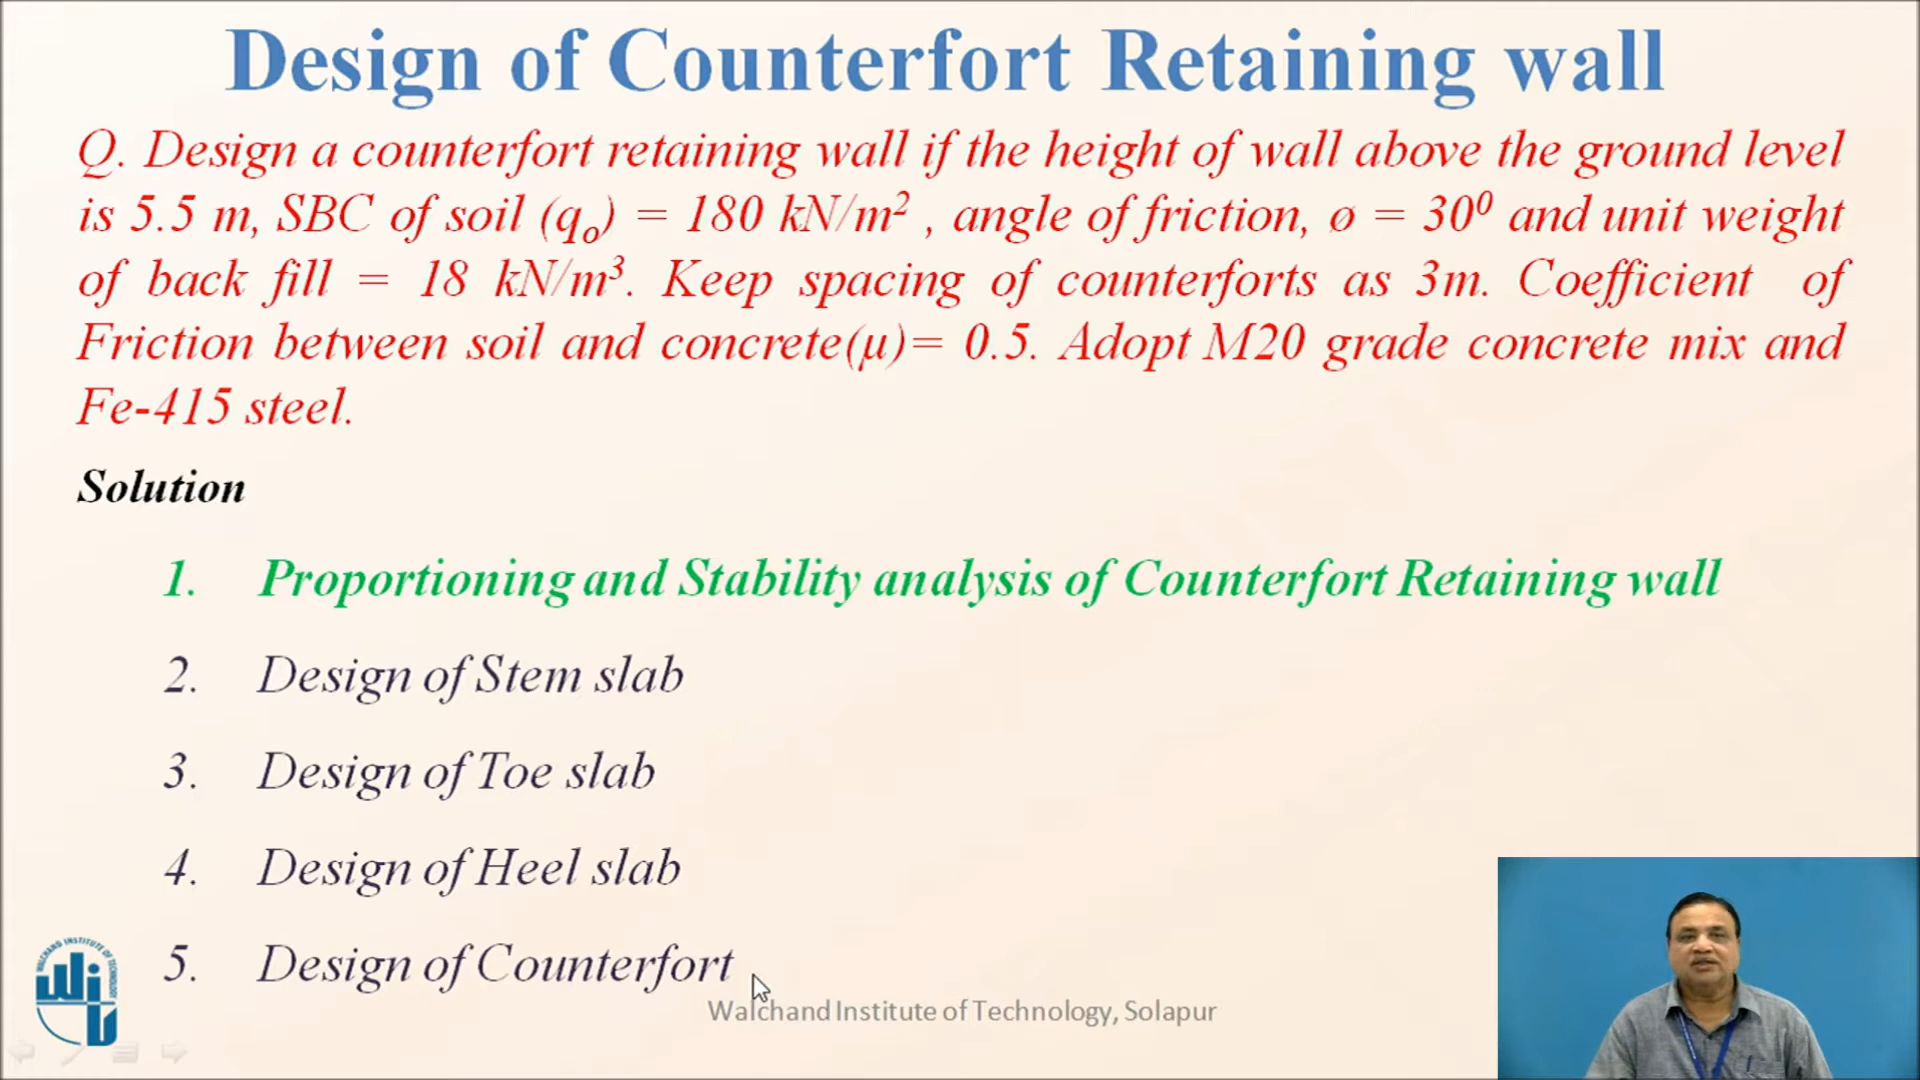 Design of Counterfort Retaining wall
Q. Design a counterfort retaining wall if the height of wall above the ground level
is 5.5 m, SBC of soil (qₒ) = 180 kN/m² , angle of friction, ø = 30⁰ and unit weight
of back fill = 18 kN/m³. Keep spacing of counterforts as 3m. Coefficient of
Friction between soil and concrete(μ)= 0.5. Adopt M20 grade concrete mix and
Fe-415 steel.
Solution
1. Proportioning and Stability analysis of Counterfort Retaining wall
2. Design of Stem slab
3. Design of Toe slab
4. Design of Heel slab
5. Design of Counterfort
WALCHAND INSTITUTE OF TECHNOLOGY
Walchand Institute of Technology, Solapur